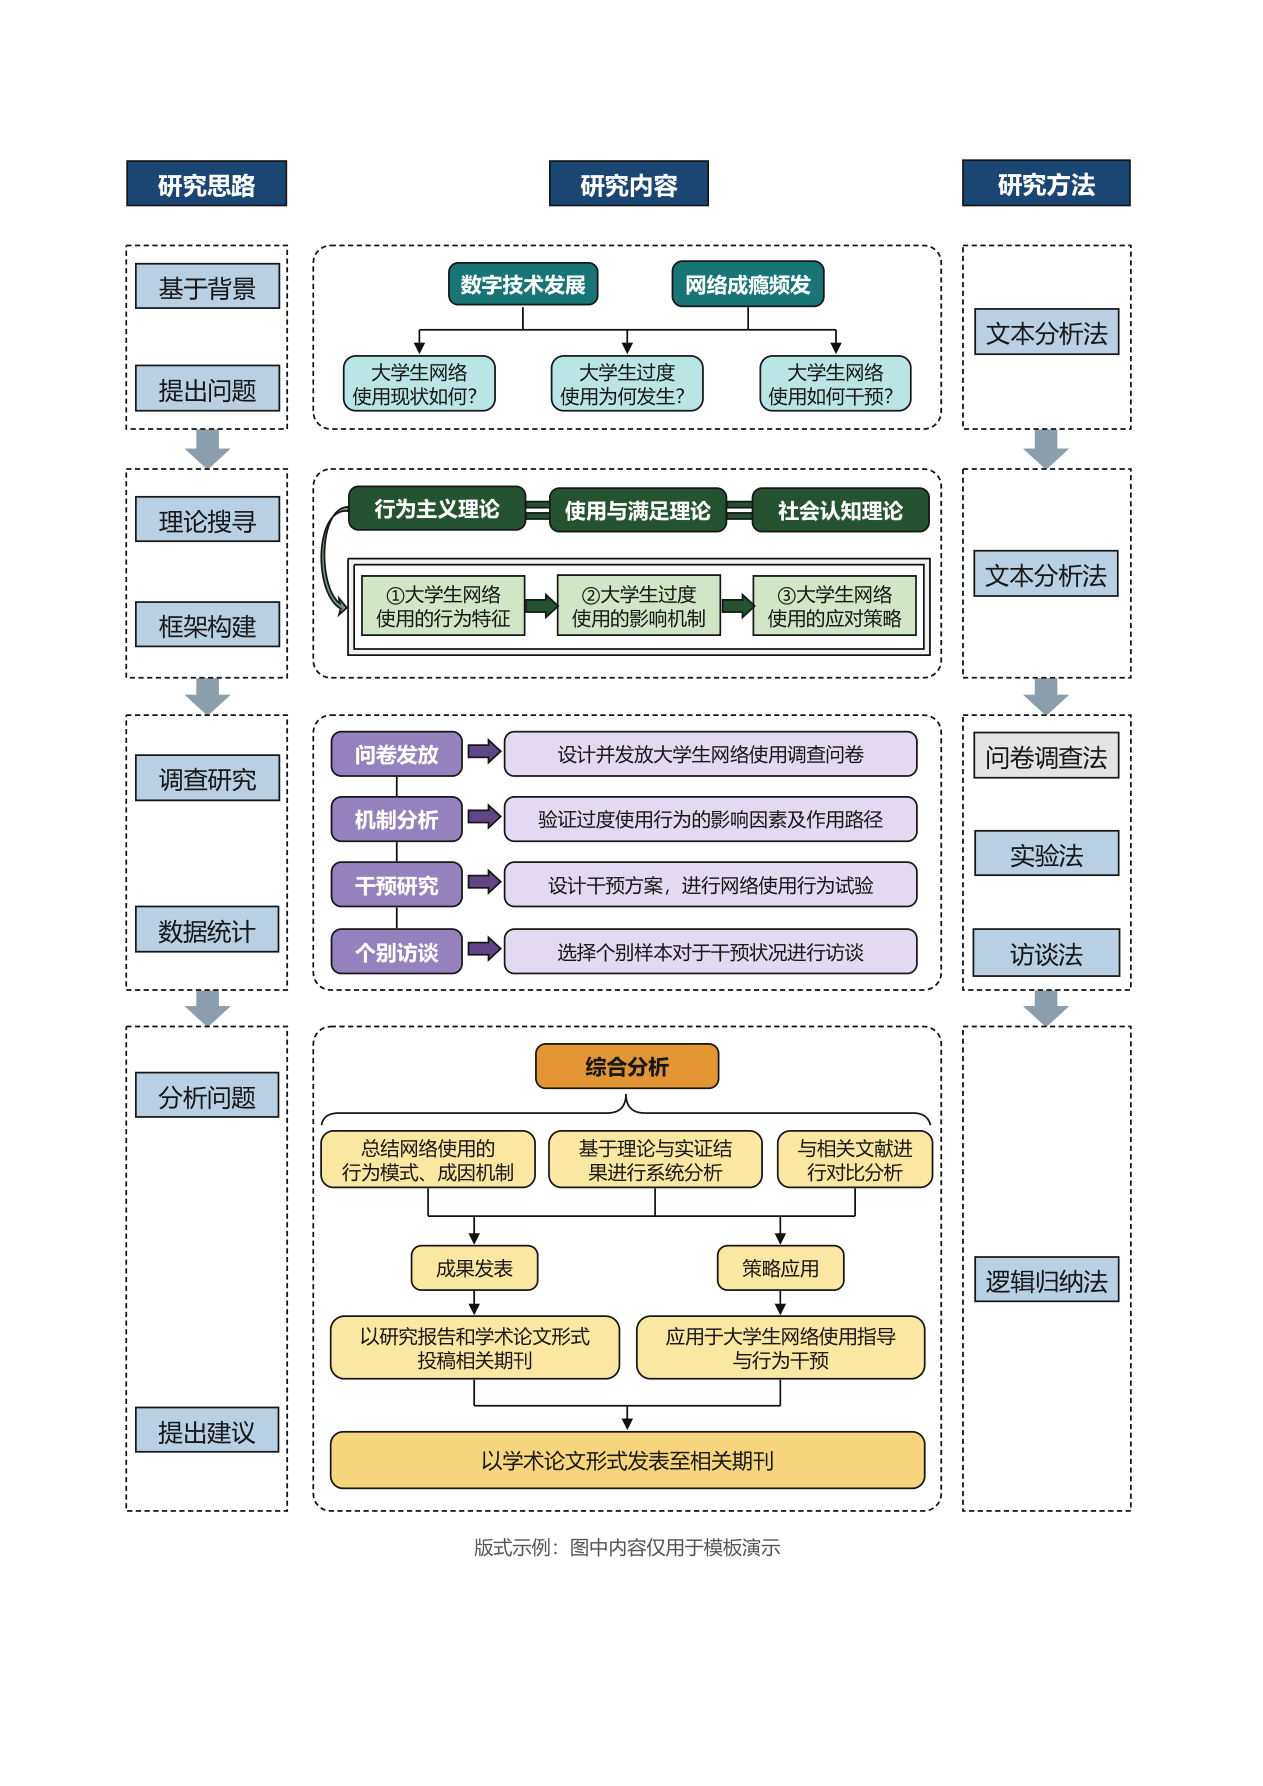 研究思路
研究内容
研究方法
基于背景
提出问题
数字技术发展
网络成瘾频发
大学生网络
使用现状如何？
大学生过度
使用为何发生？
大学生网络
使用如何干预？
文本分析法
理论搜寻
框架构建
行为主义理论
使用与满足理论
社会认知理论
①大学生网络
使用的行为特征
②大学生过度
使用的影响机制
③大学生网络
使用的应对策略
文本分析法
调查研究
数据统计
问卷发放
设计并发放大学生网络使用调查问卷
机制分析
验证过度使用行为的影响因素及作用路径
干预研究
设计干预方案，进行网络使用行为试验
个别访谈
选择个别样本对于干预状况进行访谈
问卷调查法
实验法
访谈法
分析问题
提出建议
综合分析
总结网络使用的
行为模式、成因机制
基于理论与实证结
果进行系统分析
与相关文献进
行对比分析
成果发表
策略应用
以研究报告和学术论文形式
投稿相关期刊
应用于大学生网络使用指导
与行为干预
以学术论文形式发表至相关期刊
逻辑归纳法
版式示例：图中内容仅用于模板演示